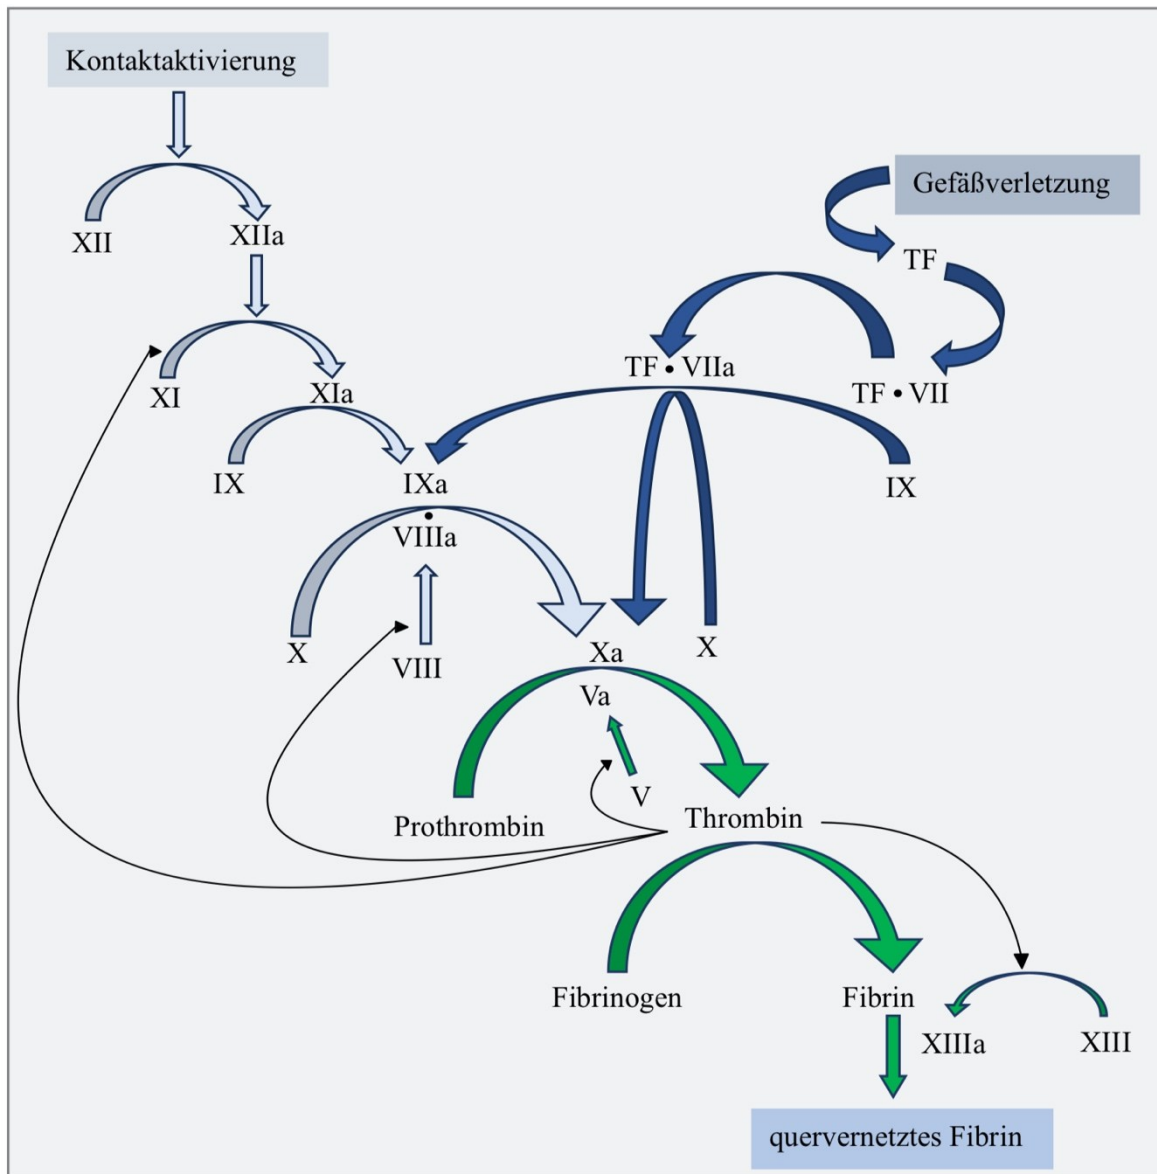 Kontaktaktivierung
Gefäßverletzung
XII
XIIa
TF
TF • VIIa
TF • VII
XI
XIa
IX
IXa
IX
VIIIa
X
VIII
Xa
X
Va
V
Prothrombin
Thrombin
Fibrinogen
Fibrin
XIIIa
XIII
quervernetztes Fibrin